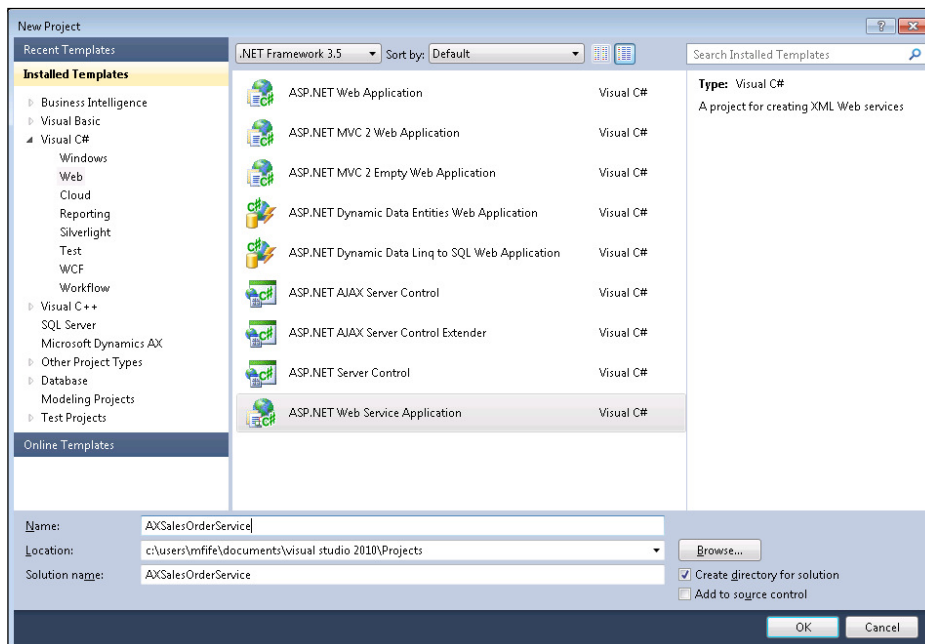 New Project
Recent Templates
.NET Framework 3.5 Sort by: Default Search Installed Templates
Installed Templates
Business Intelligence
Visual Basic
Visual C#
Windows
Web
Cloud
Reporting
Silverlight
Test
WCF
Workflow
Visual C++
SQL Server
Microsoft Dynamics AX
Other Project Types
Database
Modeling Projects
Test Projects
Online Templates
ASP.NET Web Application Visual C#
ASP.NET MVC 2 Web Application Visual C#
ASP.NET MVC 2 Empty Web Application Visual C#
ASP.NET Dynamic Data Entities Web Application Visual C#
ASP.NET Dynamic Data Linq to SQL Web Application Visual C#
ASP.NET AJAX Server Control Visual C#
ASP.NET AJAX Server Control Extender Visual C#
ASP.NET Server Control Visual C#
ASP.NET Web Service Application Visual C#
Type: Visual C#
A project for creating XML Web services
Name: AXSalesOrderService
Location: c:\users\mfife\documents\visual studio 2010\Projects Browse...
Solution name: AXSalesOrderService
Create directory for solution
Add to source control
OK Cancel